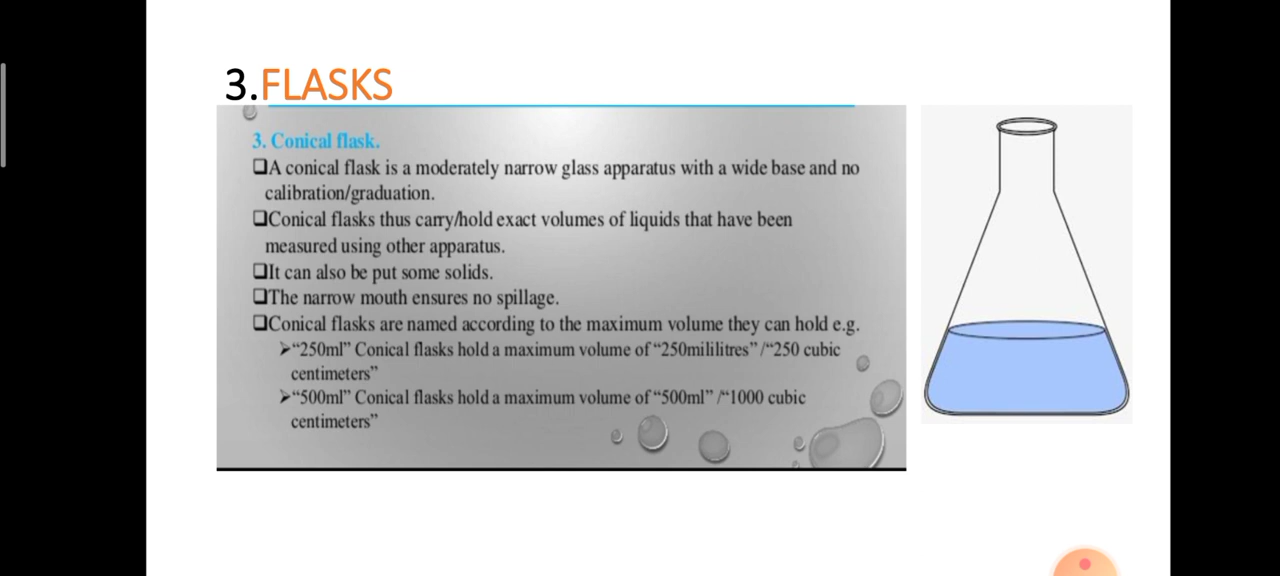 3.FLASKS
3. Conical flask.
❑A conical flask is a moderately narrow glass apparatus with a wide base and no
calibration/graduation.
❑Conical flasks thus carry/hold exact volumes of liquids that have been
measured using other apparatus.
❑It can also be put some solids.
❑The narrow mouth ensures no spillage.
❑Conical flasks are named according to the maximum volume they can hold e.g.
➢“250ml” Conical flasks hold a maximum volume of “250mililitres” /“250 cubic
centimeters”
➢“500ml” Conical flasks hold a maximum volume of “500ml” /“1000 cubic
centimeters”